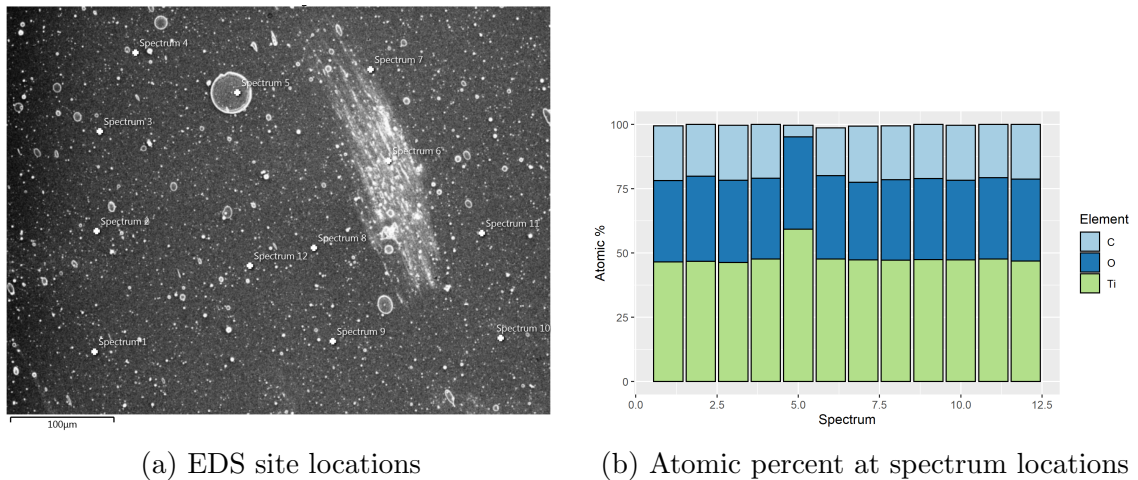 Spectrum 4
Spectrum 7
Spectrum 5
Spectrum 3
Spectrum 6
Spectrum 2
Spectrum 11
Spectrum 8
Spectrum 12
Spectrum 9
Spectrum 10
Spectrum 1
100µm
(a) EDS site locations
100
75
50
25
0
Atomic %
0.0 2.5 5.0 7.5 10.0 12.5
Spectrum
Element
C
O
Ti
(b) Atomic percent at spectrum locations